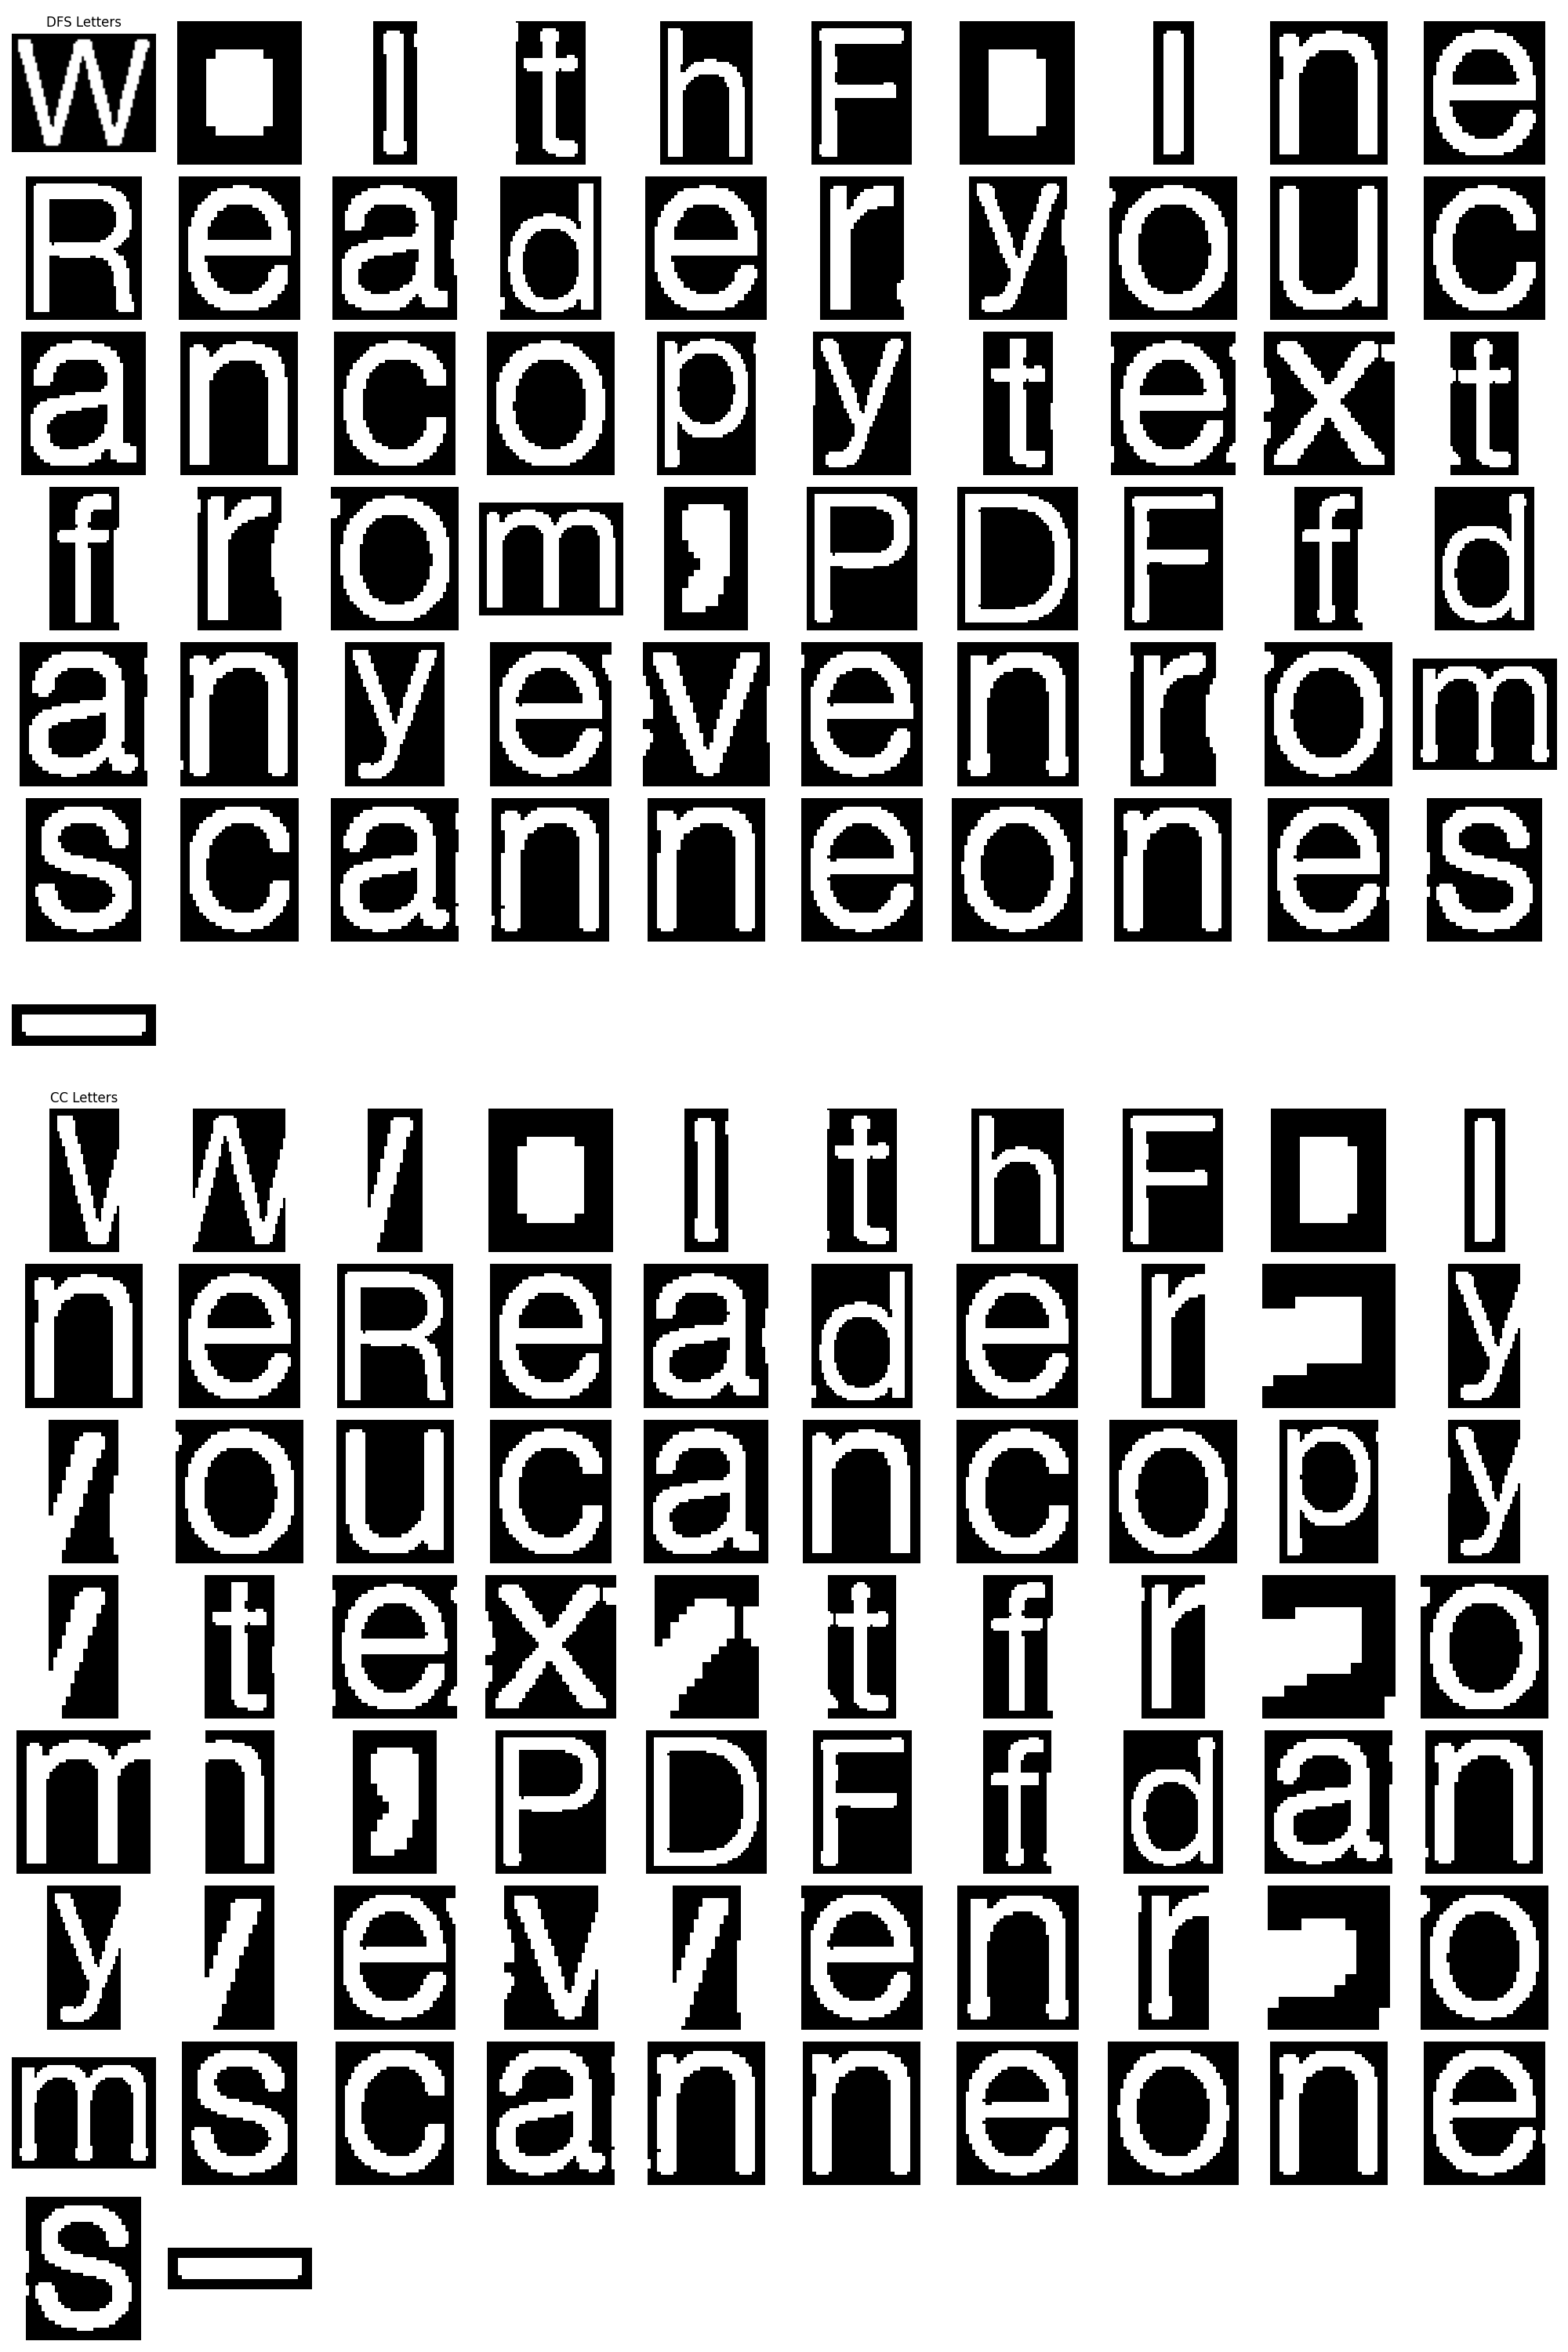 DFS Letters
W . l t h F . l n e
R e a d e r y o u c
a n c o p y t e x t
f r o m , P D F f d
a n y e v e n r o m
s c a n n e o n e s
-
CC Letters
V W / . l t h F . l
n e R e a d e r y
/ o u c a n c o p y
/ t e x t f r o
m , P D F f d a n
y / e v / e n r o
m s c a n n e o n e
s -